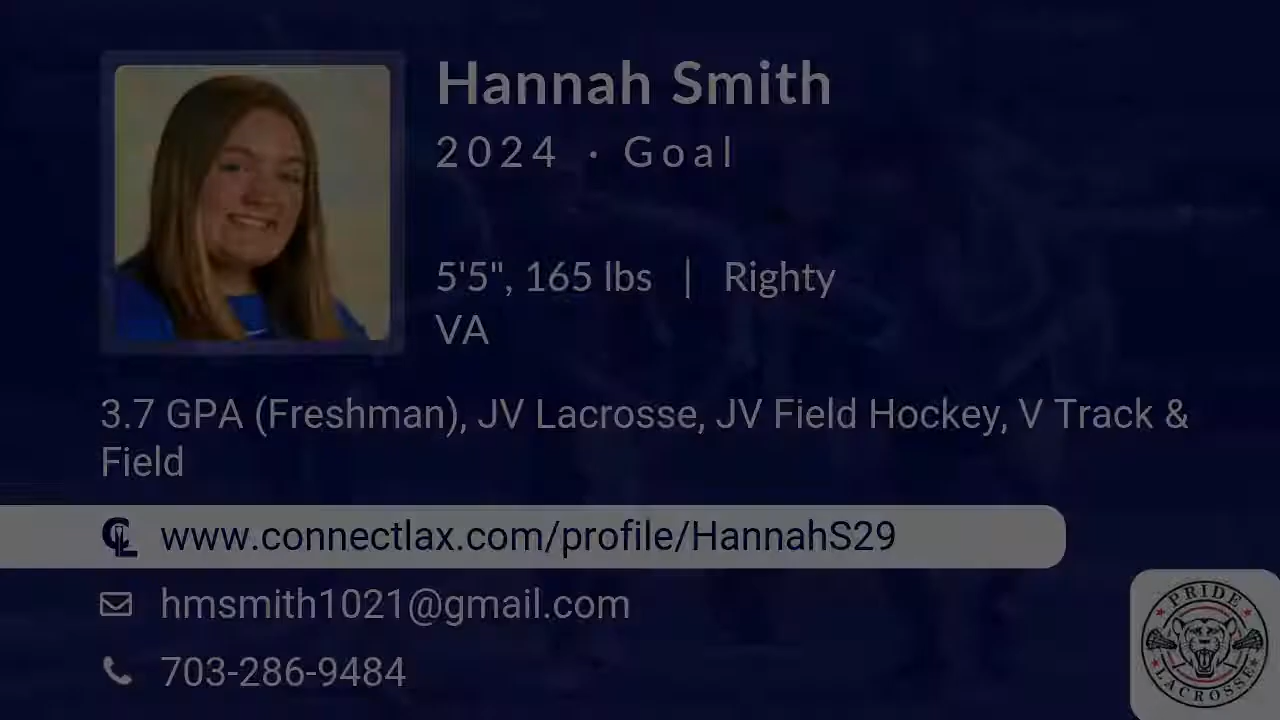 Hannah Smith
2024 · Goal
5'5", 165 lbs | Righty
VA
3.7 GPA (Freshman), JV Lacrosse, JV Field Hockey, V Track &
Field
www.connectlax.com/profile/HannahS29
hmsmith1021@gmail.com
703-286-9484
PRIDE
LACROSSE